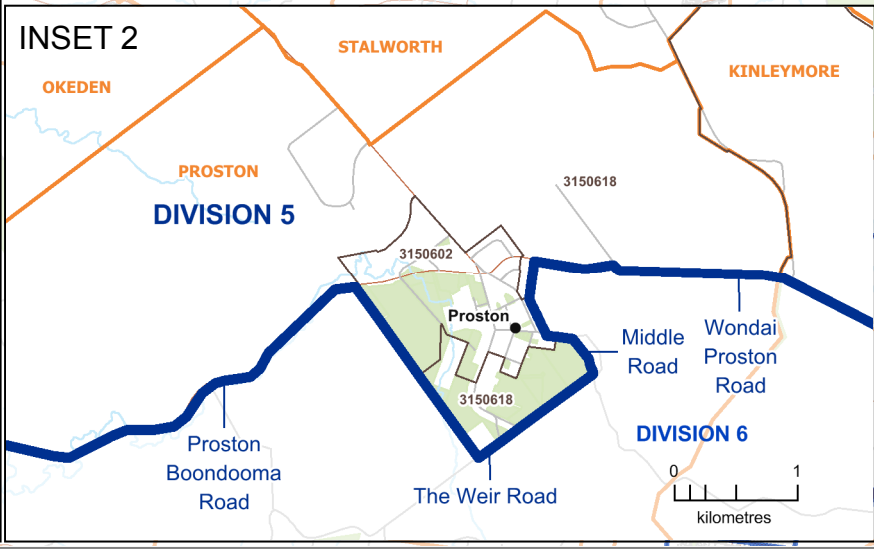 INSET 2
STALWORTH
OKEDEN
KINLEYMORE
PROSTON
3150618
DIVISION 5
3150602
Proston
Middle
Road
Wondai
Proston
Road
3150618
DIVISION 6
Proston
Boondooma
Road
The Weir Road
0 1
kilometres